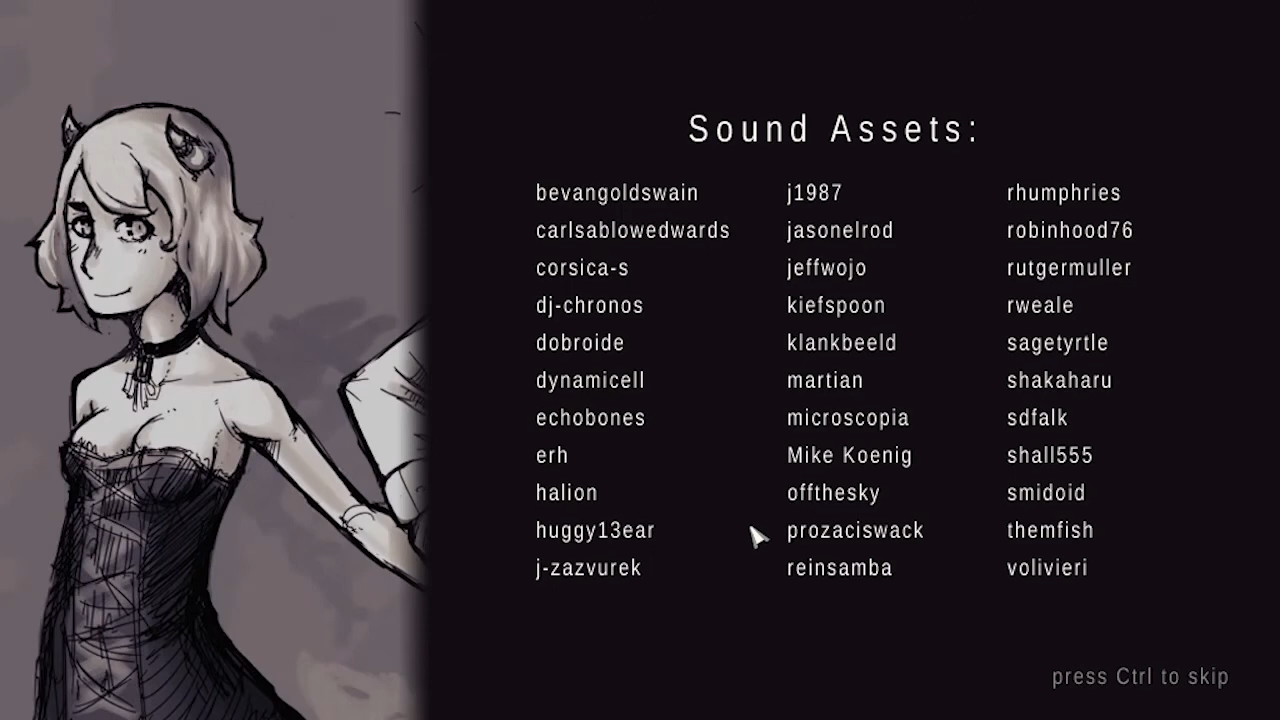 Sound Assets:
bevangoldswain
carlsablowedwards
corsica-s
dj-chronos
dobroide
dynamicell
echobones
erh
halion
huggy13ear
j-zazvurek
j1987
jasonelrod
jeffwojo
kiefspoon
klankbeeld
martian
microscopia
Mike Koenig
offthesky
prozaciswack
reinsamba
rhumphries
robinhood76
rutgermuller
rweale
sagetyrtle
shakaharu
sdfalk
shall555
smidoid
themfish
volivieri
press Ctrl to skip